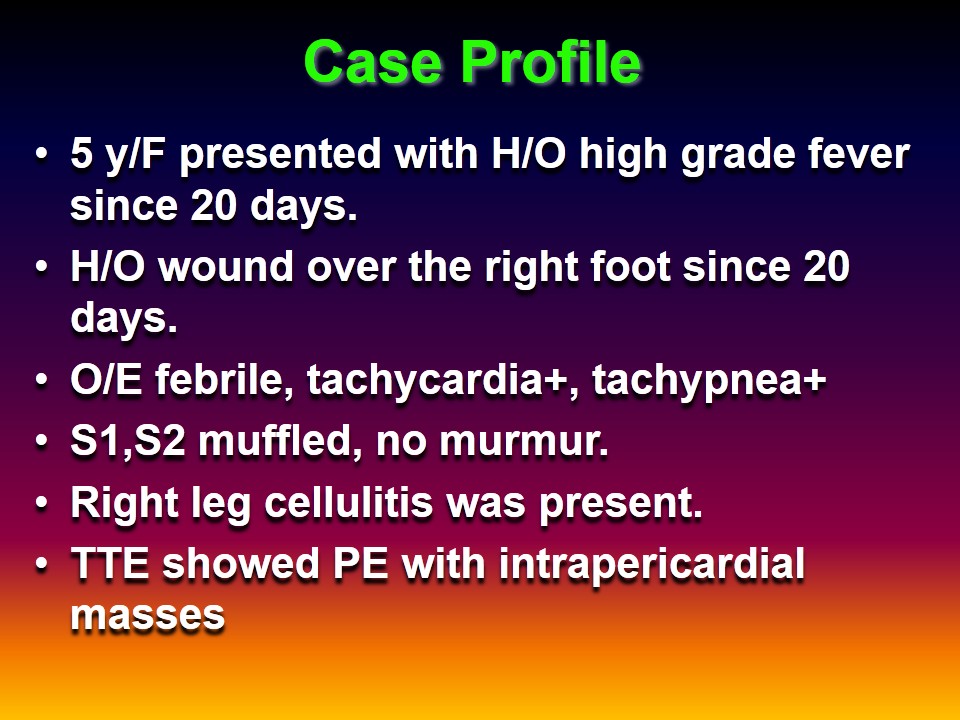 Case Profile
• 5 y/F presented with H/O high grade fever
since 20 days.
• H/O wound over the right foot since 20
days.
• O/E febrile, tachycardia+, tachypnea+
• S1,S2 muffled, no murmur.
• Right leg cellulitis was present.
• TTE showed PE with intrapericardial
masses